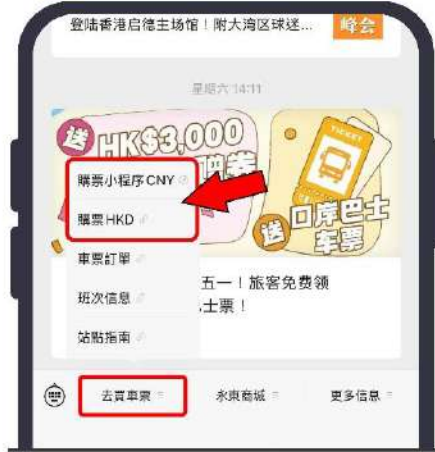 登陆香港启德主场馆！附大湾区球迷...
峰会
星期六 14:11
送 HK$3,000
購票小程序CNY
購票HKD
車票訂單
班次信息
站點指南
TICKET
送 口岸巴士
车票
五一！旅客免费领
士票！
去買車票
永東商城
更多信息